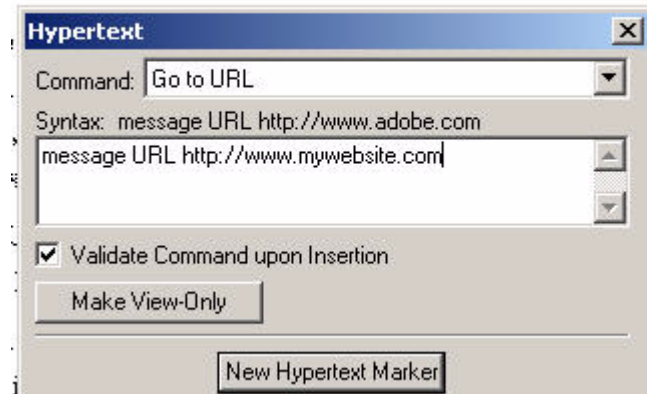 Hypertext
Command: Go to URL
Syntax: message URL http://www.adobe.com
message URL http://www.mywebsite.com
Validate Command upon Insertion
Make View-Only
New Hypertext Marker